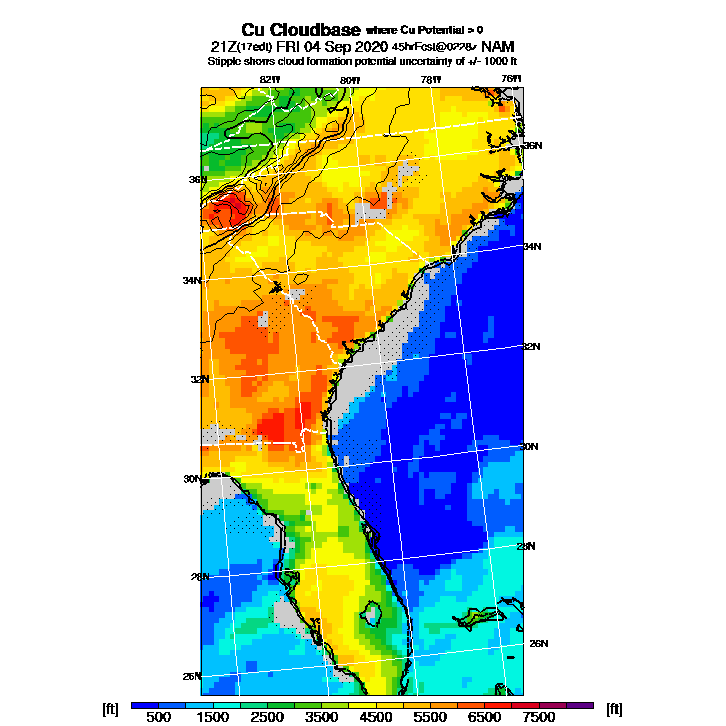 Cu Cloudbase where Cu Potential > 0
21Z(17edt) FRI 04 Sep 2020 45hrFcst@0228z NAM
Stipple shows cloud formation potential uncertainty of +/- 1000 ft
82W 80W 78W 76W
36N
36N
34N
34N
32N
32N
30N
30N
28N
28N
26N
26N
[ft] 500 1500 2500 3500 4500 5500 6500 7500 [ft]